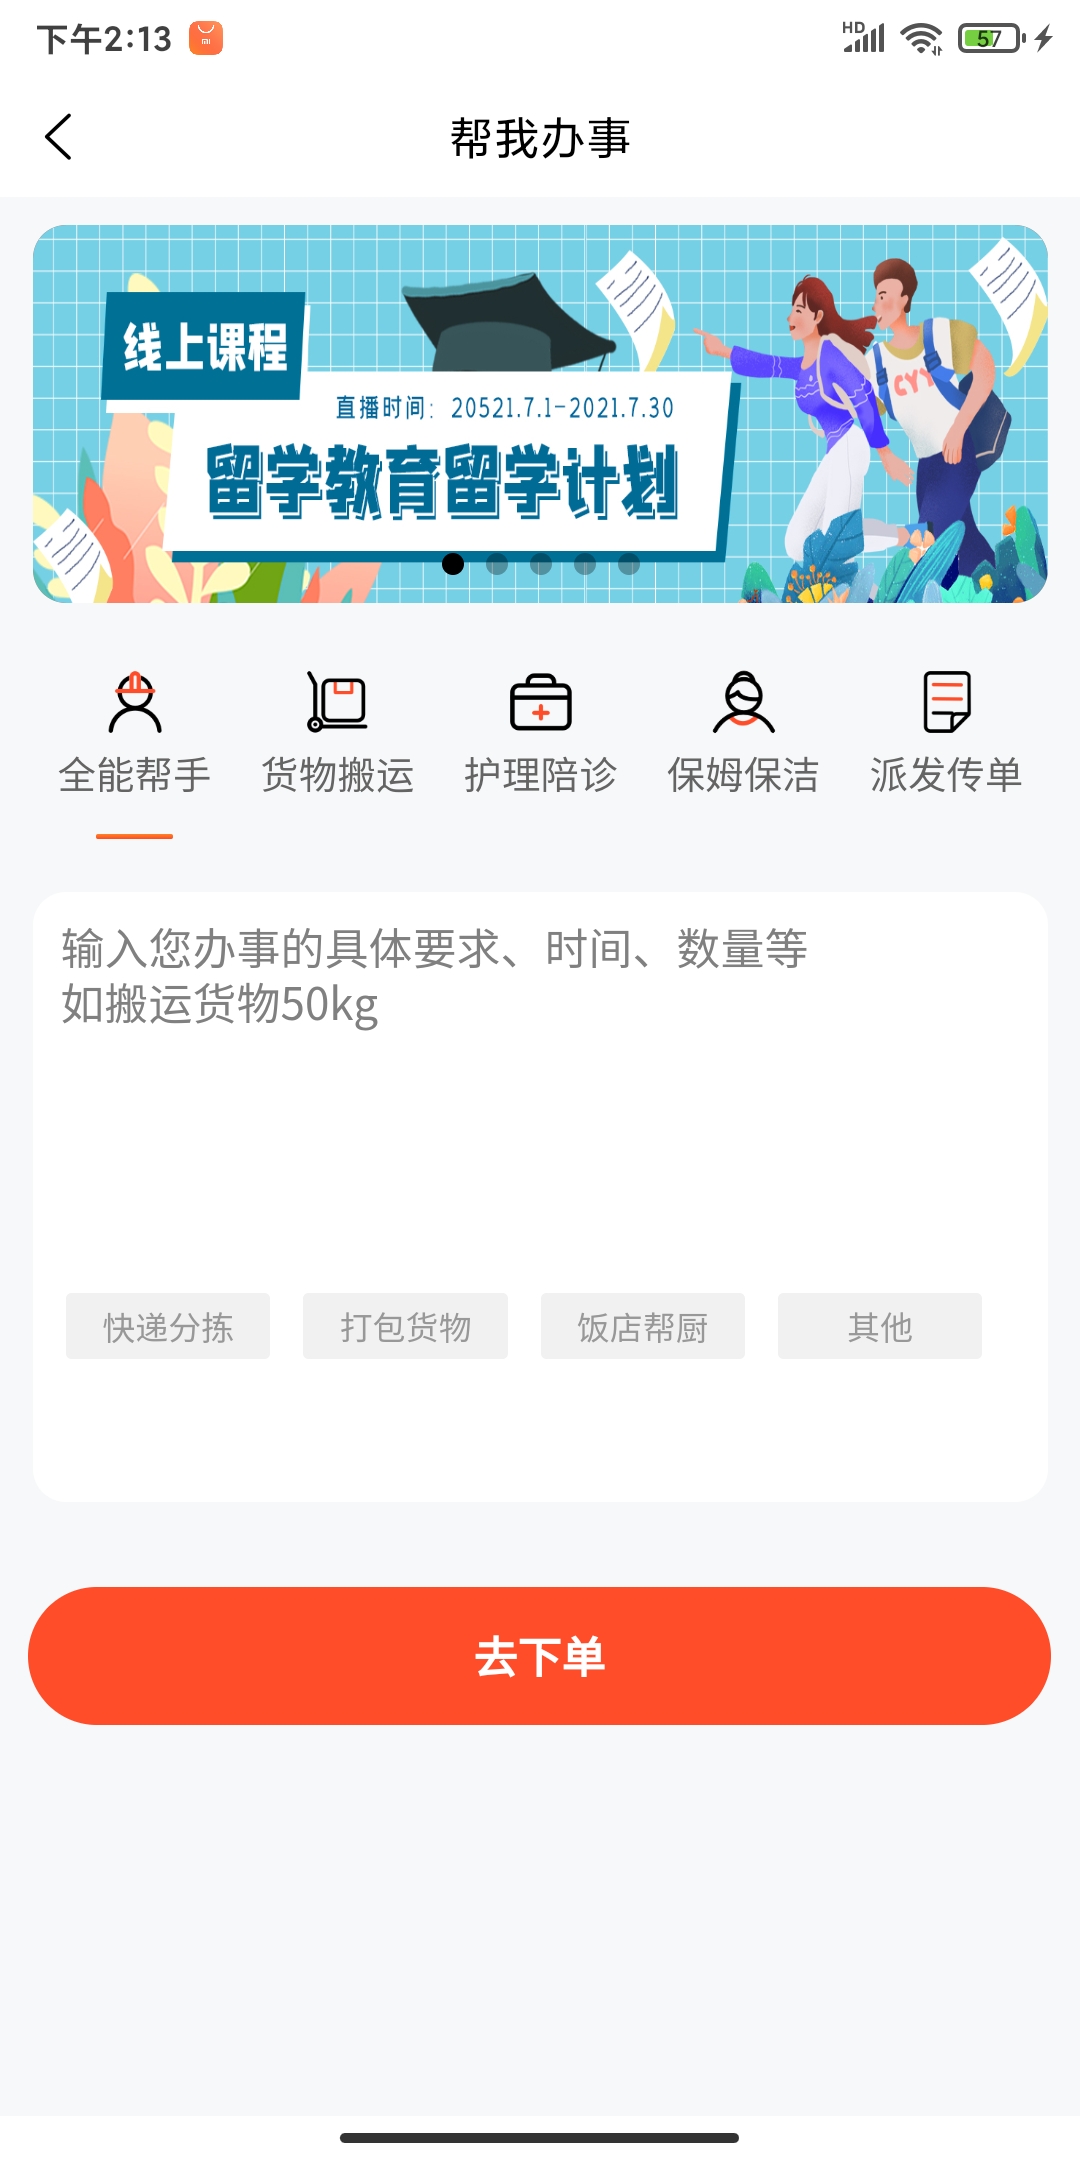 下午2:13
HD
57
帮我办事
线上课程
直播时间：20521.7.1-2021.7.30
留学教育留学计划
CYY
全能帮手
货物搬运
护理陪诊
保姆保洁
派发传单
输入您办事的具体要求、时间、数量等
如搬运货物50kg
快递分拣
打包货物
饭店帮厨
其他
去下单